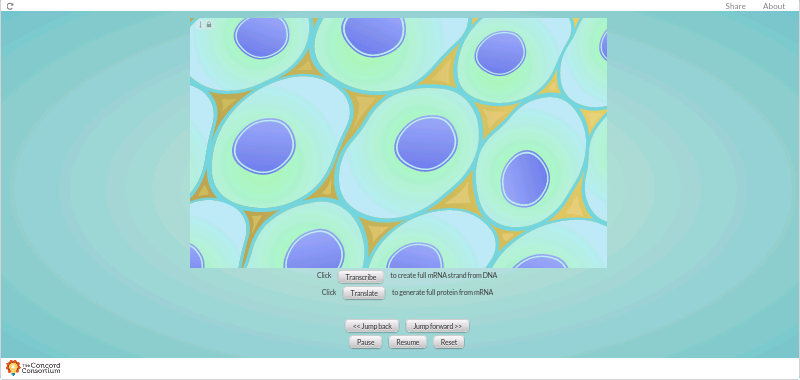 Share About
Click Transcribe to create full mRNA strand from DNA
Click Translate to generate full protein from mRNA
<< Jump back Jump forward >>
Pause Resume Reset
The Concord
Consortium